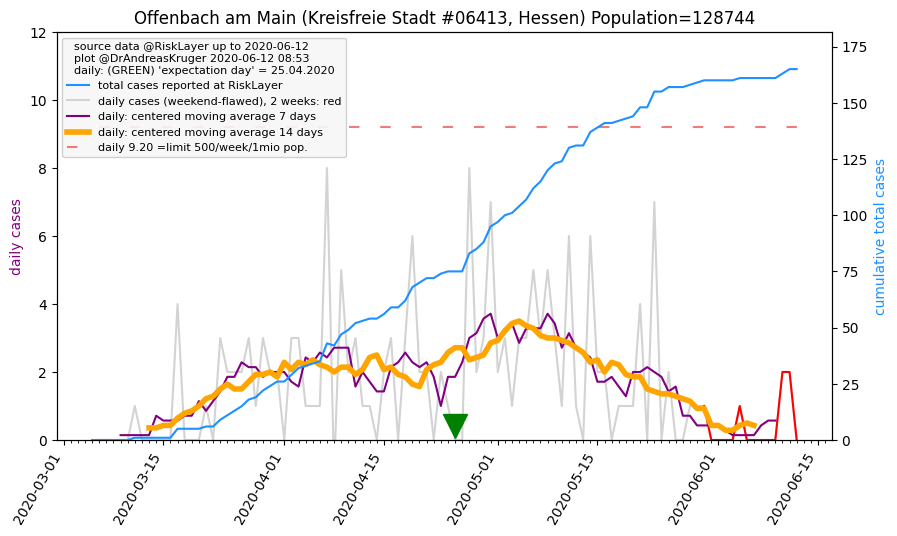 Offenbach am Main (Kreisfreie Stadt #06413, Hessen) Population=128744
source data @RiskLayer up to 2020-06-12
plot @DrAndreasKruger 2020-06-12 08:53
daily: (GREEN) 'expectation day' = 25.04.2020
total cases reported at RiskLayer
daily cases (weekend-flawed), 2 weeks: red
daily: centered moving average 7 days
daily: centered moving average 14 days
daily 9.20 =limit 500/week/1mio pop.
daily cases
12
10
8
6
4
2
0
cumulative total cases
175
150
125
100
75
50
25
0
2020-03-01
2020-03-15
2020-04-01
2020-04-15
2020-05-01
2020-05-15
2020-06-01
2020-06-15